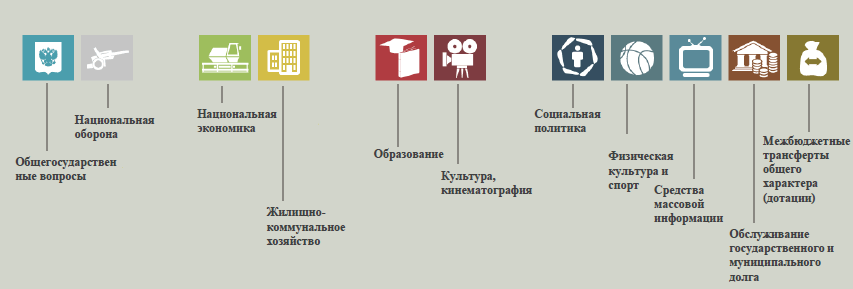 Общегосударствен
ные вопросы
Национальная
оборона
Национальная
экономика
Жилищно-
коммунальное
хозяйство
Образование
Культура,
кинематография
Социальная
политика
Физическая
культура и
спорт
Средства
массовой
информации
Обслуживание
государственного и
муниципального
долга
Межбюджетные
трансферты
общего
характера
(дотации)